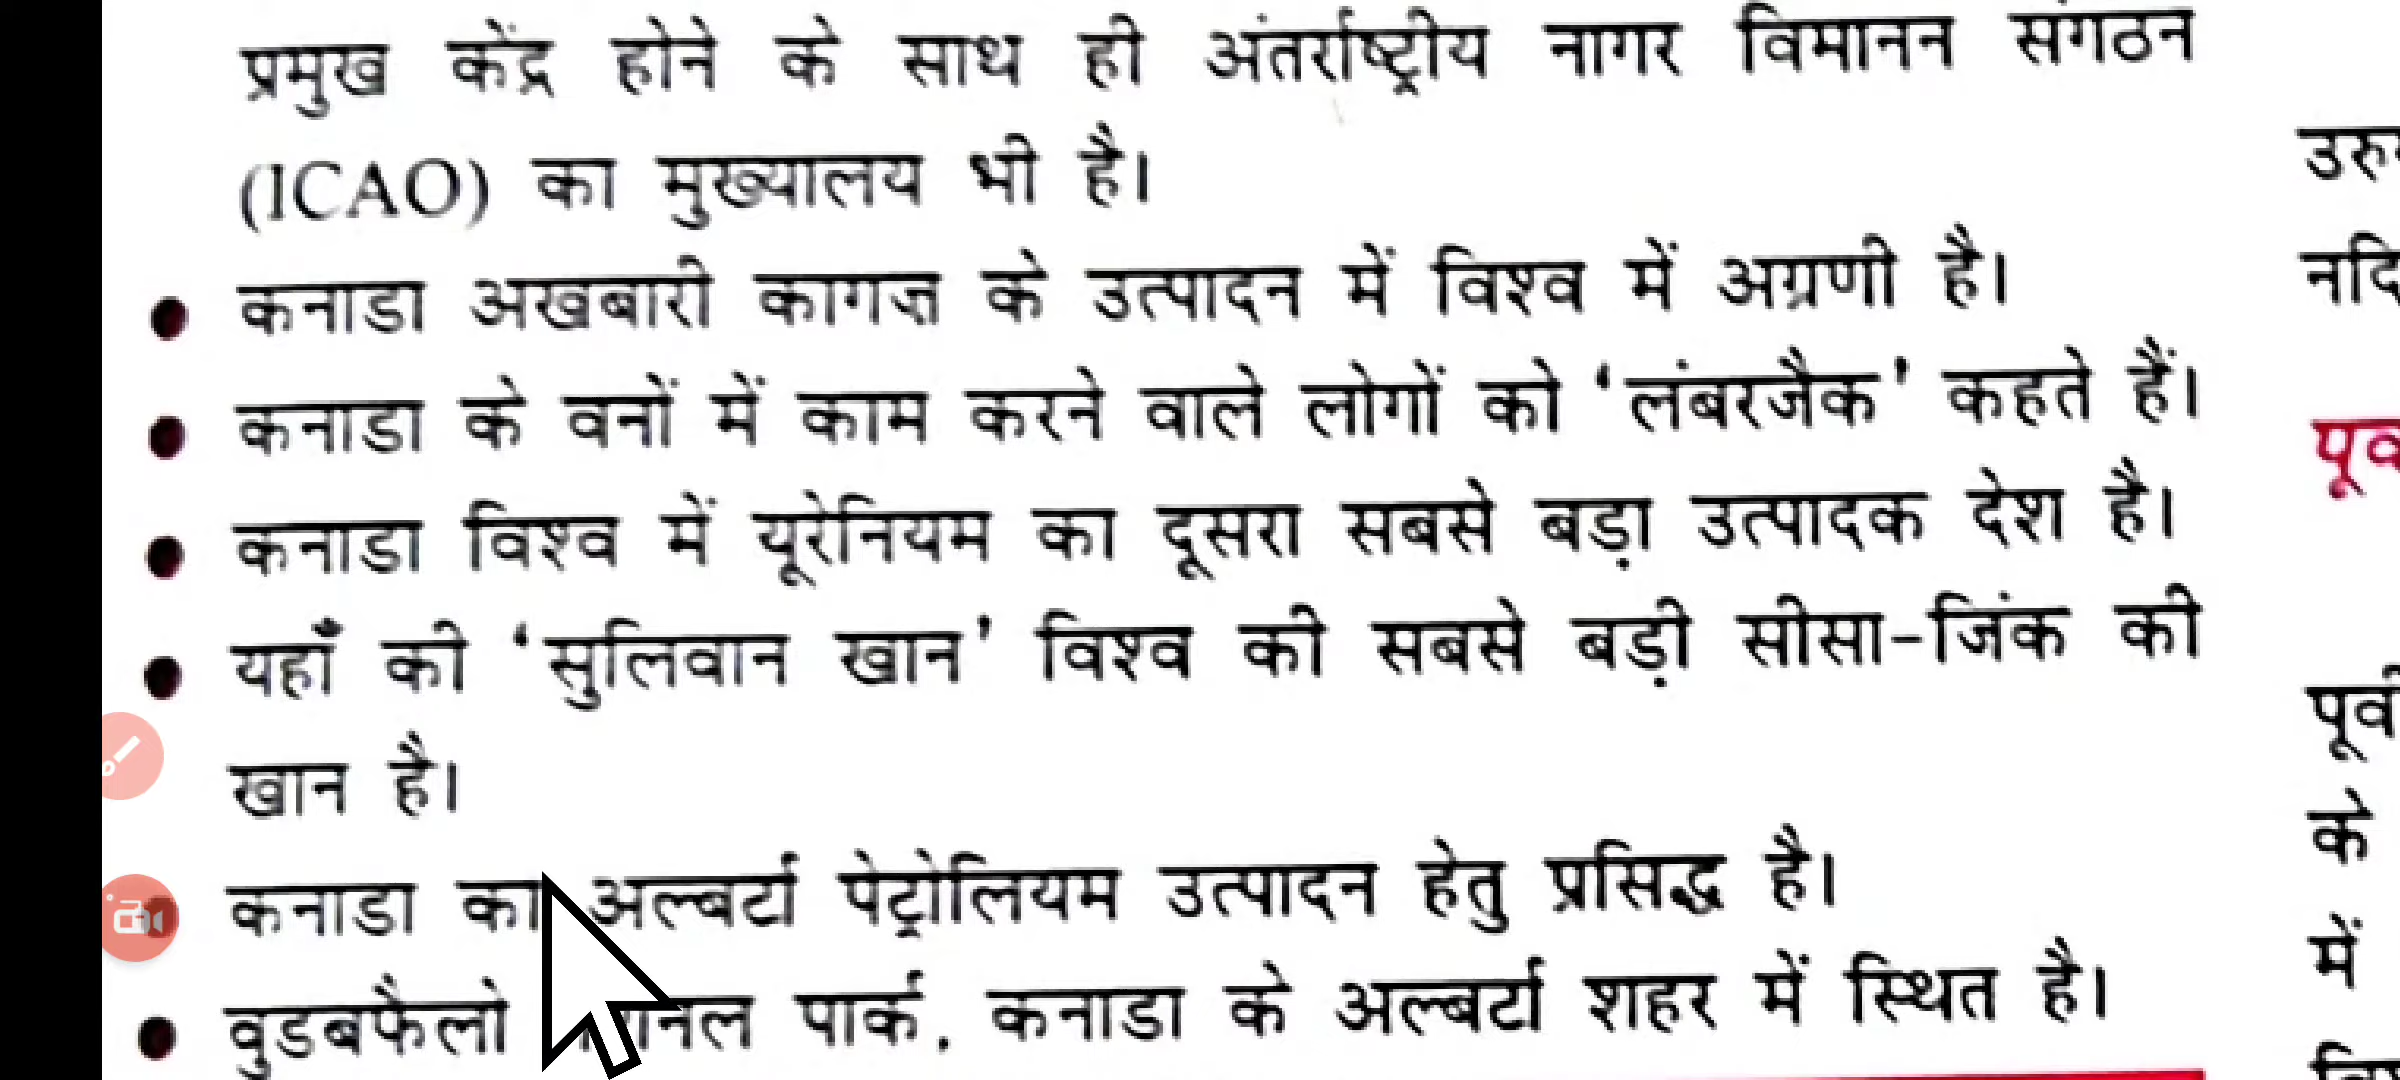 प्रमुख केंद्र होने के साथ ही अंतर्राष्ट्रीय नागर विमानन संगठन
(ICAO) का मुख्यालय भी है।
कनाडा अखबारी कागज़ के उत्पादन में विश्व में अग्रणी है।
कनाडा के वनों में काम करने वाले लोगों को ‘लंबरजैक’ कहते हैं।
कनाडा विश्व में यूरेनियम का दूसरा सबसे बड़ा उत्पादक देश है।
यहाँ की ‘सुलिवान खान’ विश्व की सबसे बड़ी सीसा-जिंक की
खान है।
कनाडा का अल्बर्टा पेट्रोलियम उत्पादन हेतु प्रसिद्ध है।
वुडबफैलो पार्क, कनाडा के अल्बर्टा शहर में स्थित है।
के
में